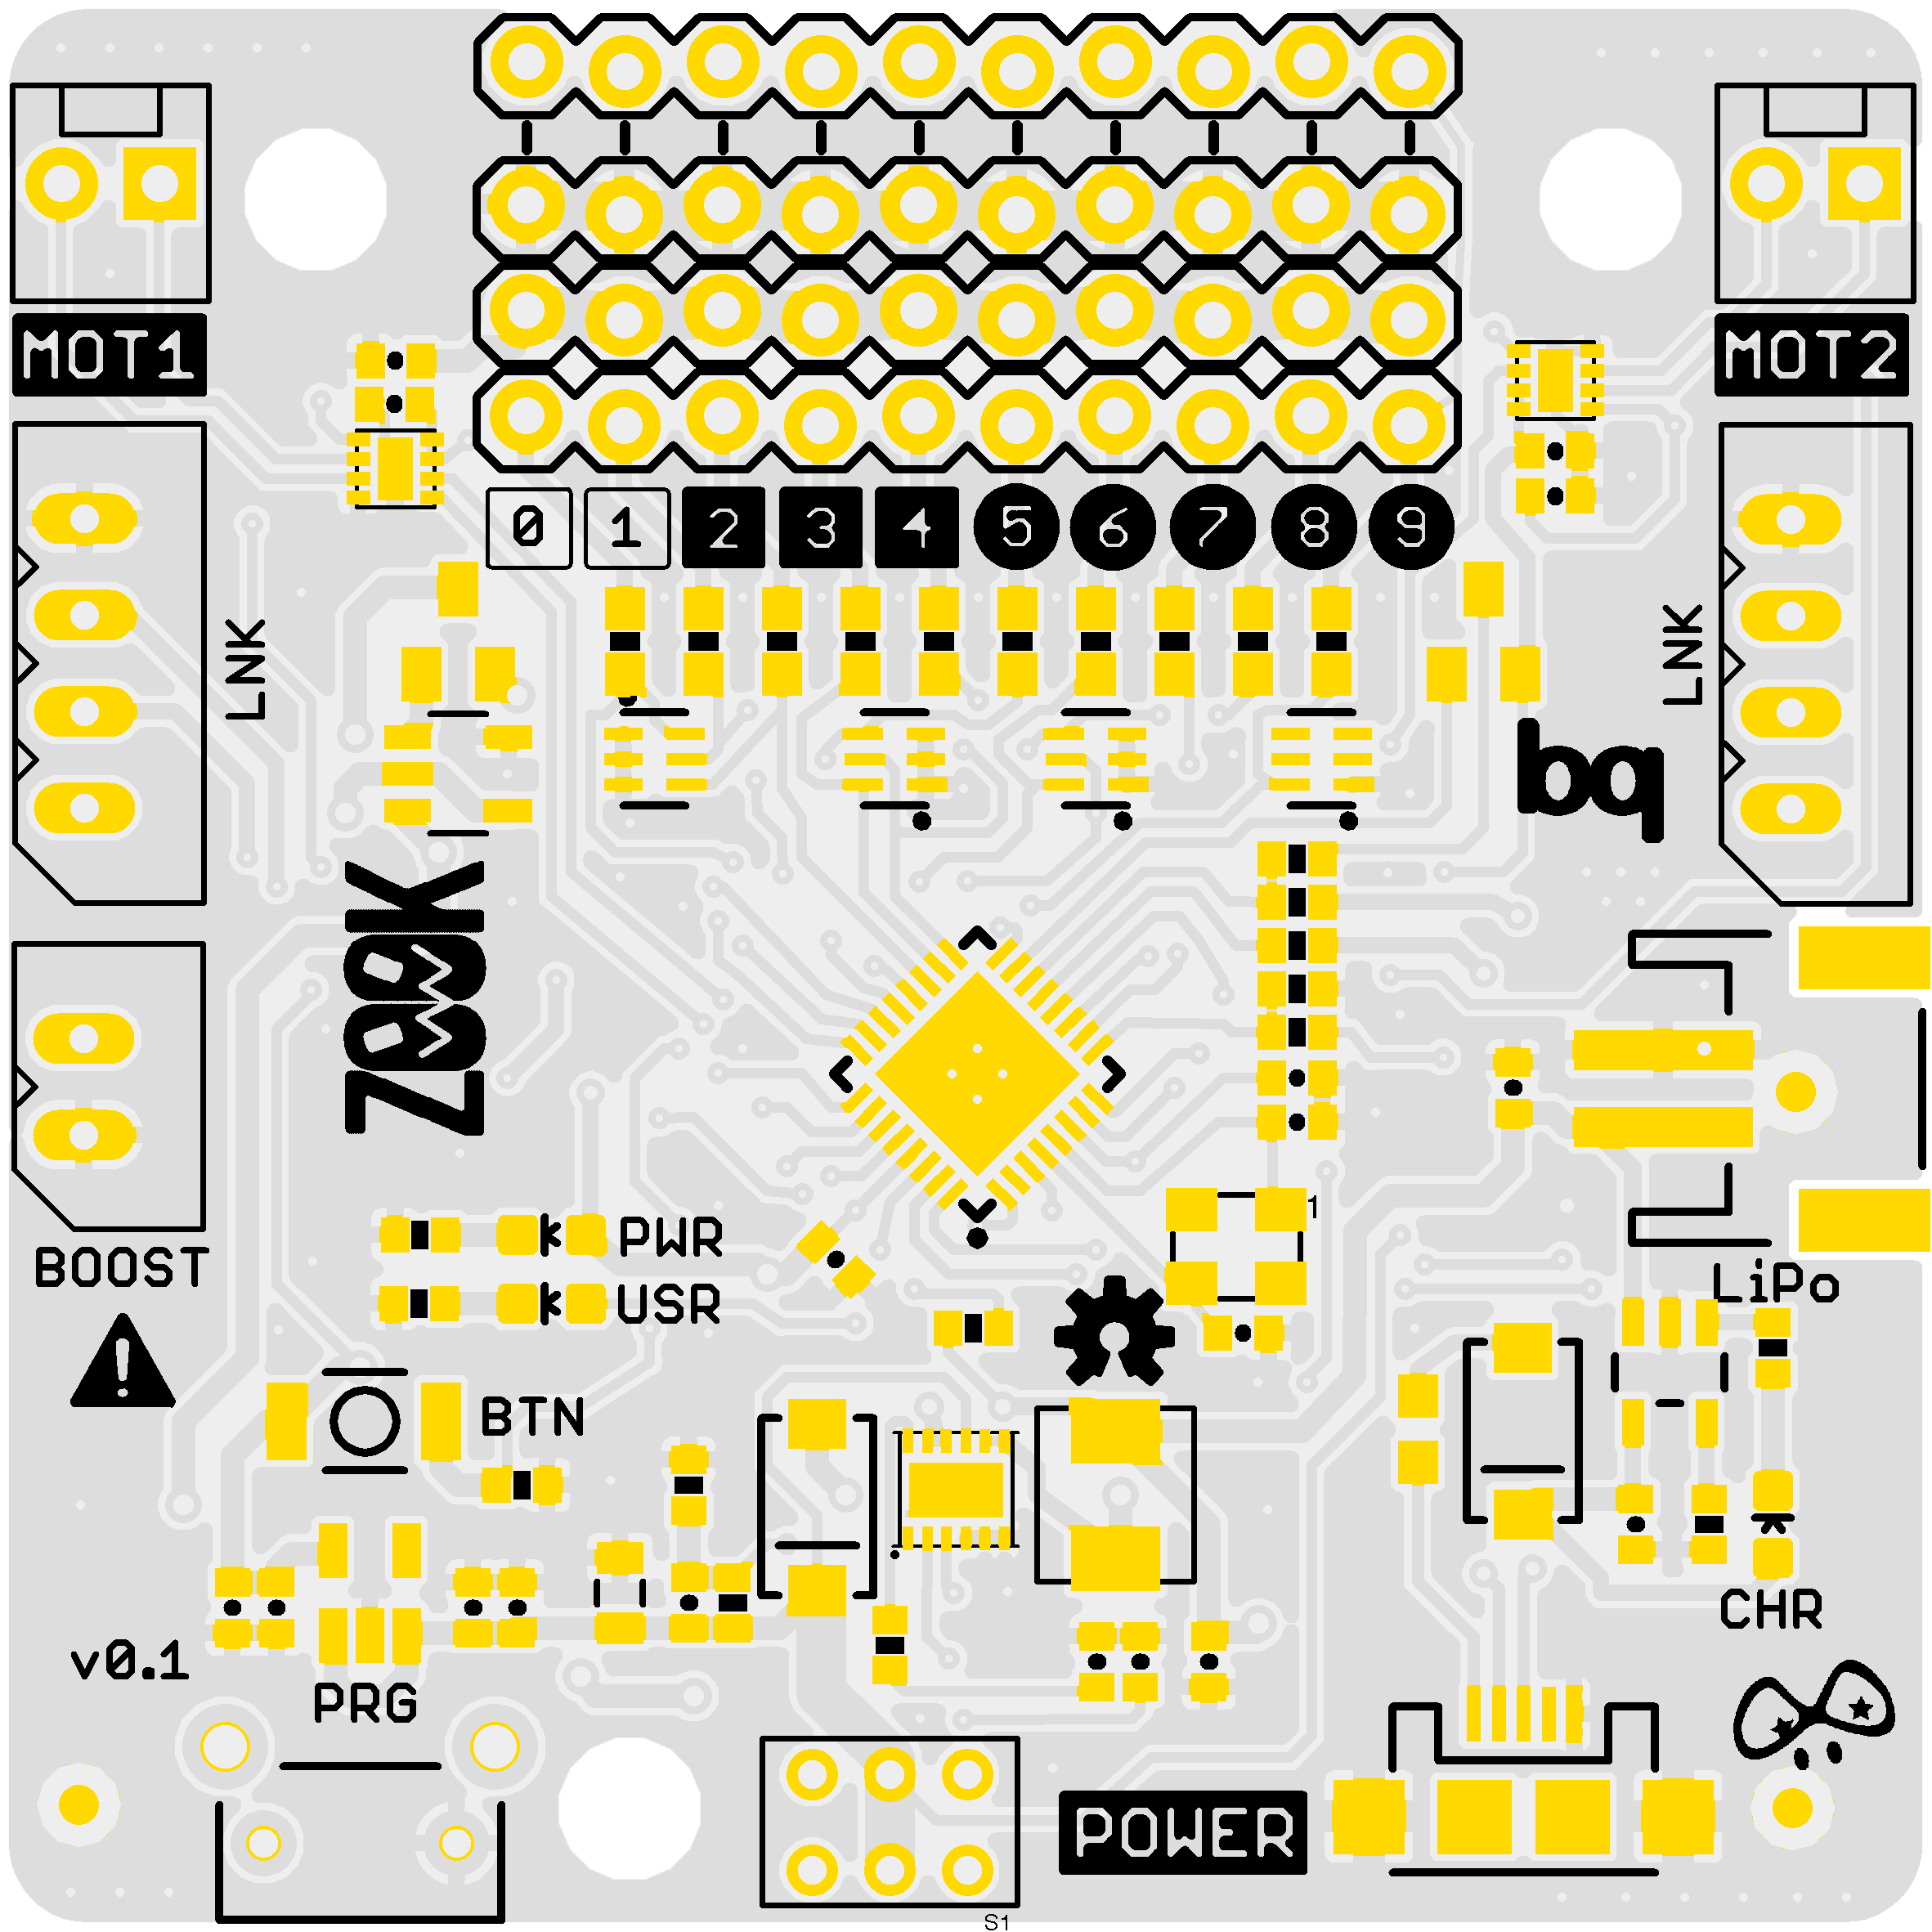 MOT1
MOT2
0 1 2 3 4 5 6 7 8 9
LNK
LNK
bq
ZOOK
PWR
USR
BOOST
1
LiPo
BTN
CHR
v0.1
PRG
POWER
S1